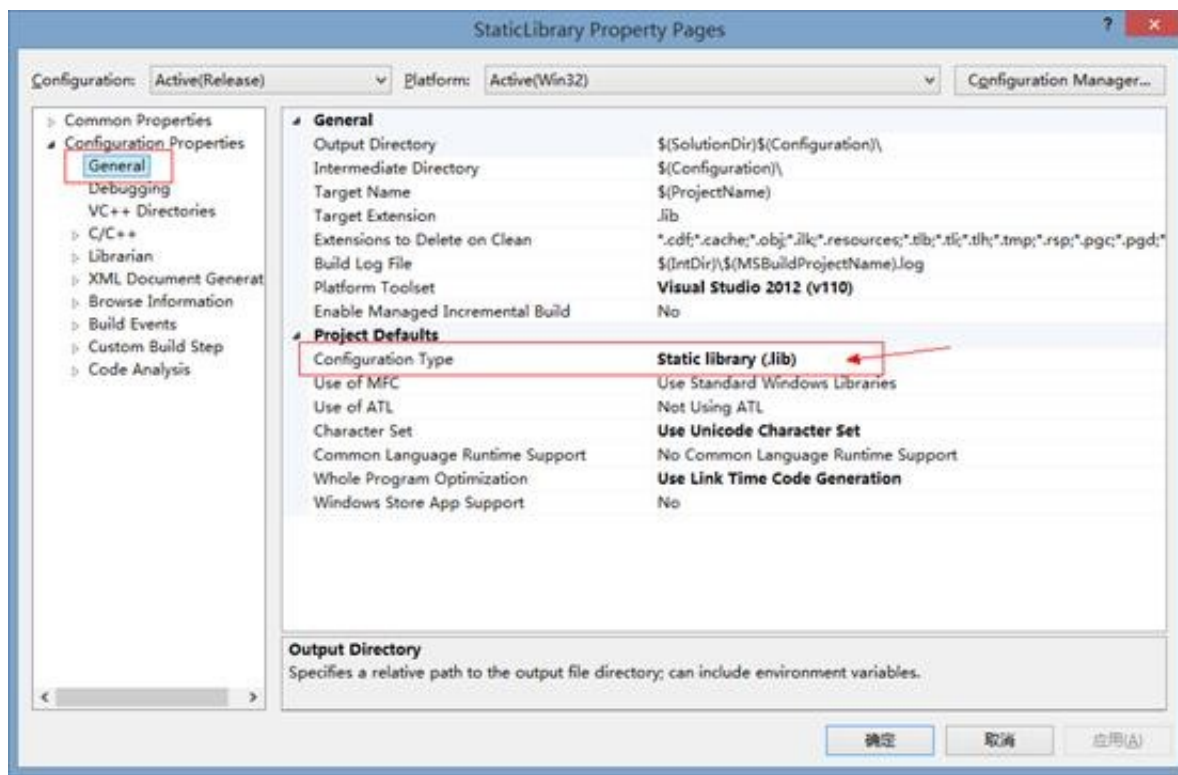 StaticLibrary Property Pages ?
Configuration: Active(Release) Platform: Active(Win32) Configuration Manager...
Common Properties
Configuration Properties
General
Debugging
VC++ Directories
C/C++
Librarian
XML Document Generat
Browse Information
Build Events
Custom Build Step
Code Analysis
General
Output Directory $(SolutionDir)$(Configuration)\
Intermediate Directory $(Configuration)\
Target Name $(ProjectName)
Target Extension .lib
Extensions to Delete on Clean *.cdf;*.cache;*.obj;*.ilk;*.resources;*.tlb;*.tli;*.tlh;*.tmp;*.rsp;*.pgc;*.pgd;*
Build Log File $(IntDir)\$(MSBuildProjectName).log
Platform Toolset Visual Studio 2012 (v110)
Enable Managed Incremental Build No
Project Defaults
Configuration Type Static library (.lib)
Use of MFC Use Standard Windows Libraries
Use of ATL Not Using ATL
Character Set Use Unicode Character Set
Common Language Runtime Support No Common Language Runtime Support
Whole Program Optimization Use Link Time Code Generation
Windows Store App Support No
Output Directory
Specifies a relative path to the output file directory; can include environment variables.
确定 取消 应用(A)